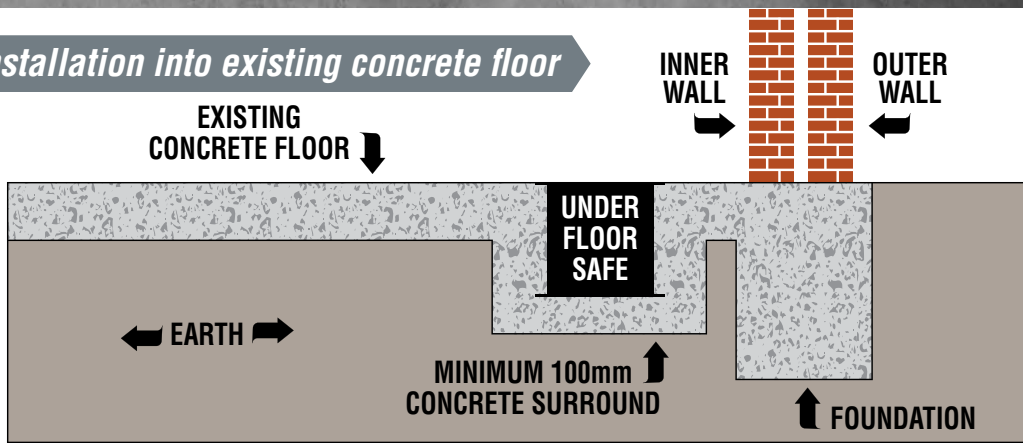 stallation into existing concrete floor
INNER
WALL
OUTER
WALL
EXISTING
CONCRETE FLOOR
UNDER
FLOOR
SAFE
EARTH
MINIMUM 100mm
CONCRETE SURROUND
FOUNDATION